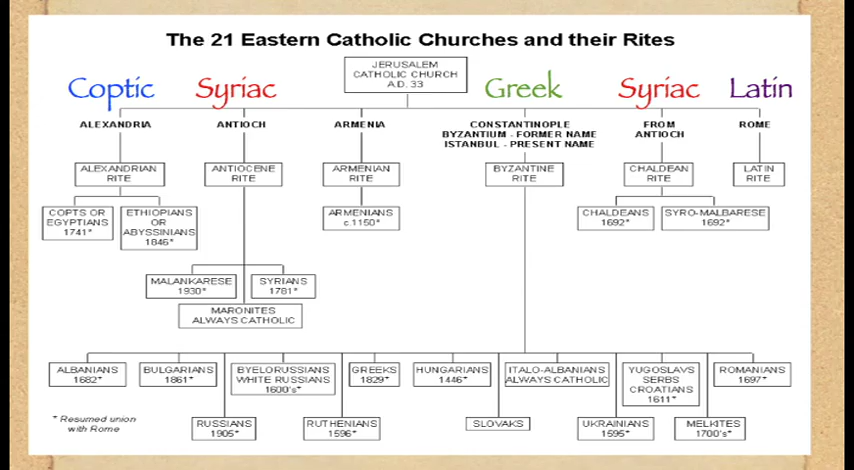 The 21 Eastern Catholic Churches and their Rites
JERUSALEM
CATHOLIC CHURCH
A.D. 33
Coptic
Syriac
Greek
Syriac
Latin
ALEXANDRIA
ANTIOCH
ARMENIA
CONSTANTINOPLE
BYZANTIUM - FORMER NAME
ISTANBUL - PRESENT NAME
FROM
ANTIOCH
ROME
ALEXANDRIAN
RITE
ANTIOCENE
RITE
ARMENIAN
RITE
BYZANTINE
RITE
CHALDEAN
RITE
LATIN
RITE
COPTS OR
EGYPTIANS
1741*
ETHIOPIANS
OR
ABYSSINIANS
1846*
ARMENIANS
c.1150*
CHALDEANS
1692*
SYRO-MALBARESE
1692*
MALANKARESE
1930*
SYRIANS
1781*
MARONITES
ALWAYS CATHOLIC
ALBANIANS
1682*
BULGARIANS
1861*
BYELORUSSIANS
WHITE RUSSIANS
1600's*
GREEKS
1829*
HUNGARIANS
1446*
ITALO-ALBANIANS
ALWAYS CATHOLIC
YUGOSLAVS
SERBS
CROATIANS
1611*
ROMANIANS
1697*
* Resumed union
with Rome
RUSSIANS
1905*
RUTHENIANS
1596*
SLOVAKS
UKRAINIANS
1595*
MELKITES
1700's*